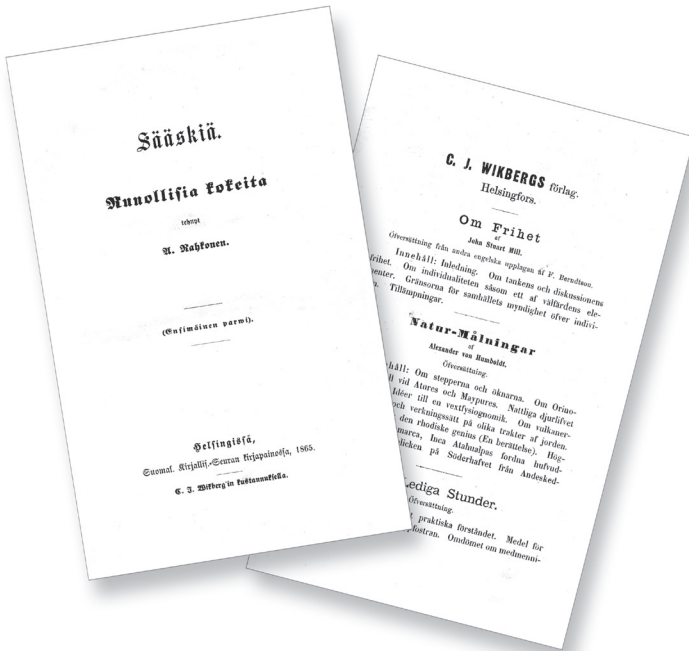 Sääskiä.
Runollisia kokeita
tehnyt
A. Rahkonen.
(Ensimäinen parwi).
Helsingissä,
Suomal. Kirjallis.-Seuran kirjapainossa, 1865.
C. J. Wikberg'in kustannuksella.
C. J. WIKBERGS förlag.
Helsingfors.
Om Frihet
af
John Stuart Mill.
Öfversättning från andra engelska upplagan af F. Berndtson.
Innehåll: Inledning. Om tankens och diskussionens
frihet. Om individualiteten såsom ett af välfärdens ele-
menter. Gränsorna för samhällets myndighet öfver indivi-
Tillämpningar.
Natur-Målningar
af
Alexander von Humboldt.
Öfversättning.
håll: Om stepperna och öknarna. Om Orino-
vid Atores och Maypures. Nattliga djurlifvet
Idéer till en vextfysiognomik. Om vulkaner-
och verkningssätt på olika trakter af jorden.
den rhodiske genius (En berättelse). Hög-
marca, Inca Atahualpas fordna hufvud-
blicken på Söderhafvet från Andesked-
Lediga Stunder.
Öfversättning.
praktiska förståndet. Medel för
fostran. Omdömet om medmenni-